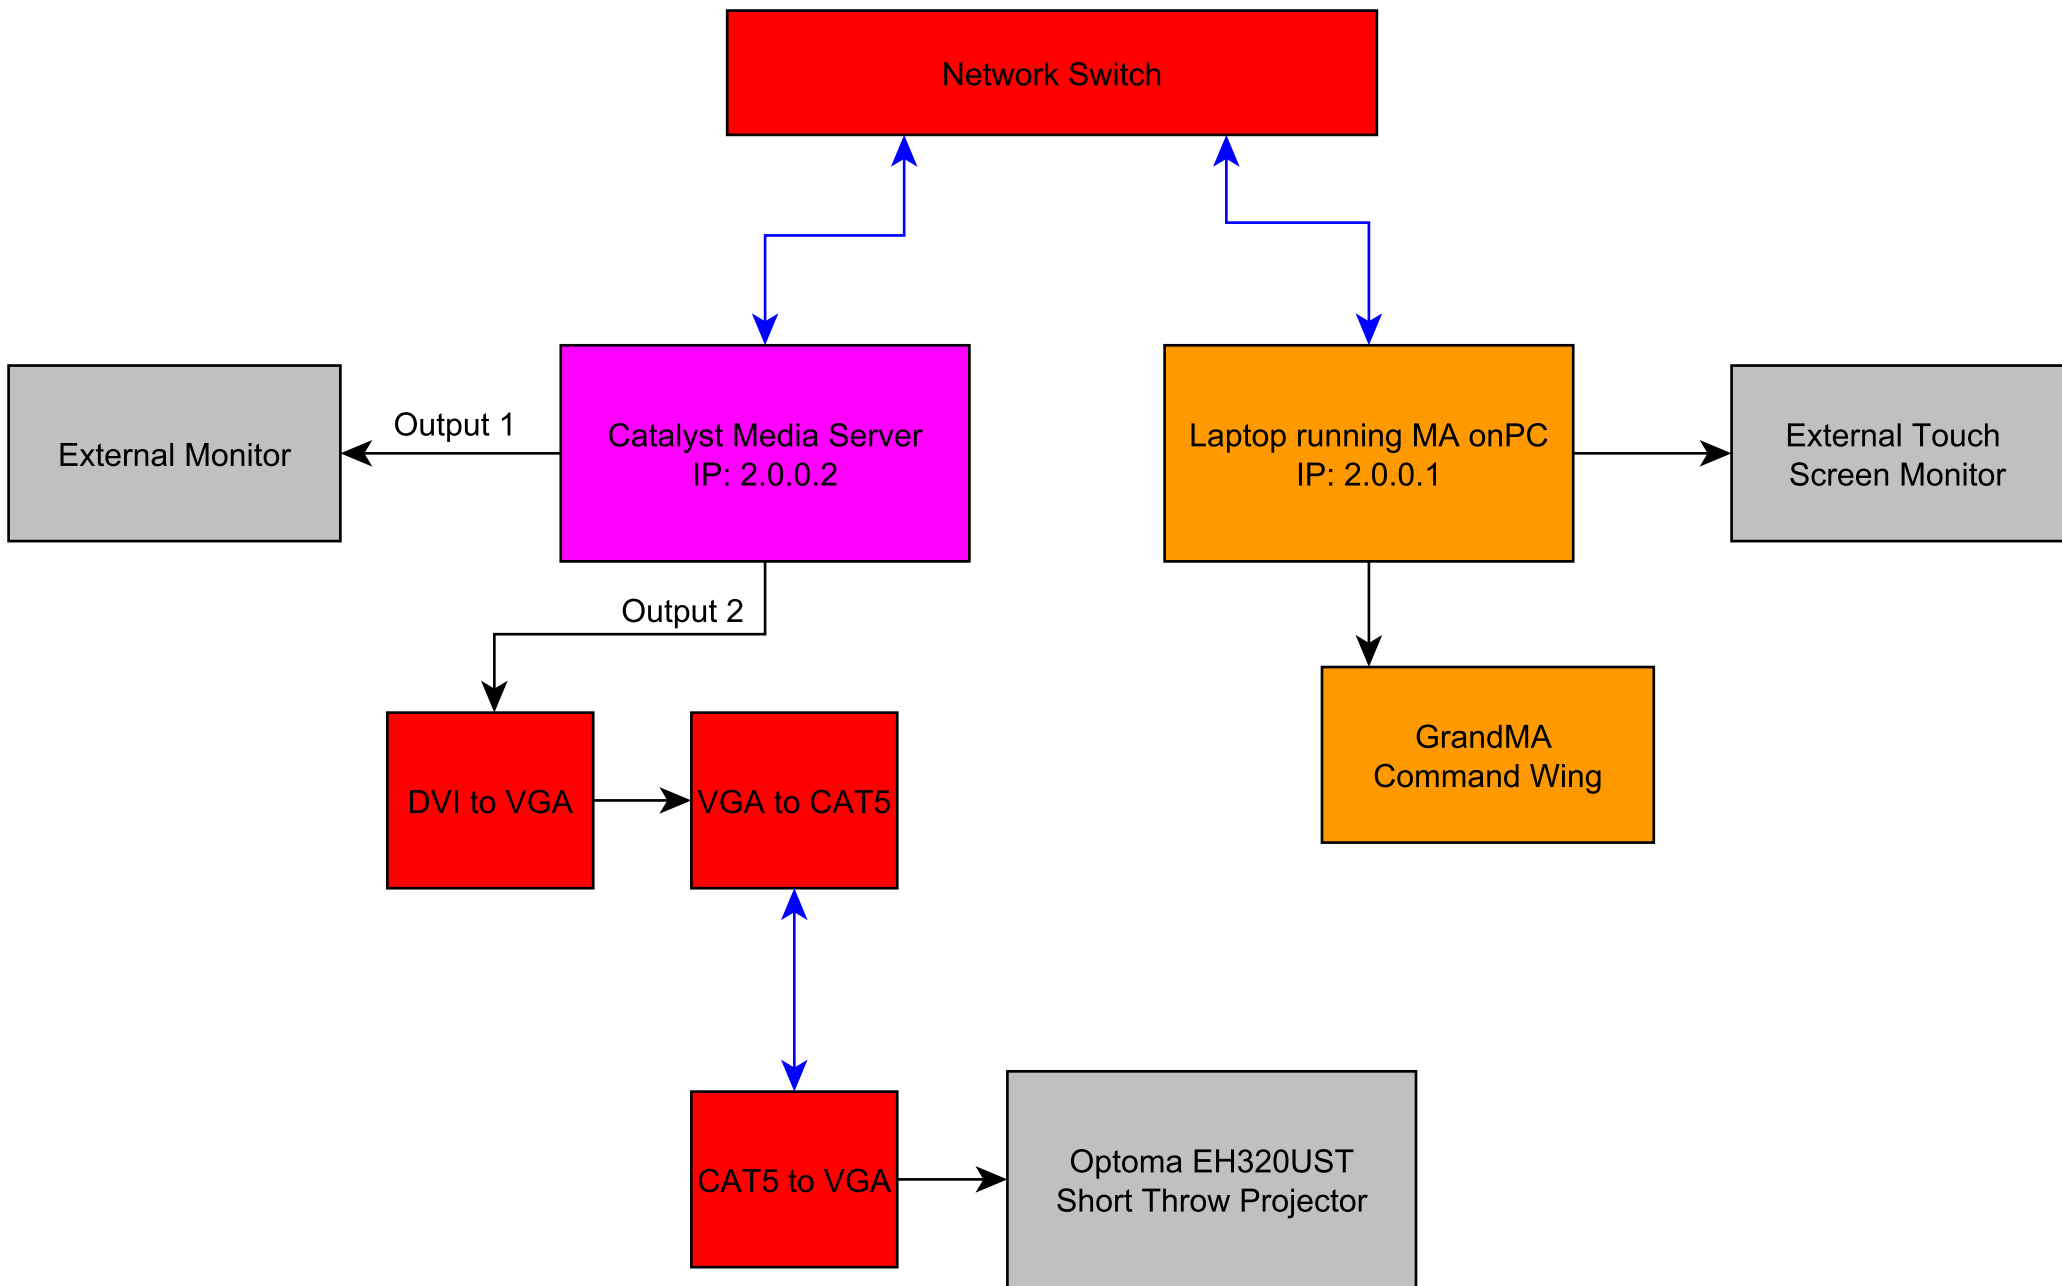 Network Switch
Output 1
External Monitor
Catalyst Media Server
IP: 2.0.0.2
Laptop running MA onPC
IP: 2.0.0.1
External Touch
Screen Monitor
Output 2
DVI to VGA
VGA to CAT5
GrandMA
Command Wing
CAT5 to VGA
Optoma EH320UST
Short Throw Projector